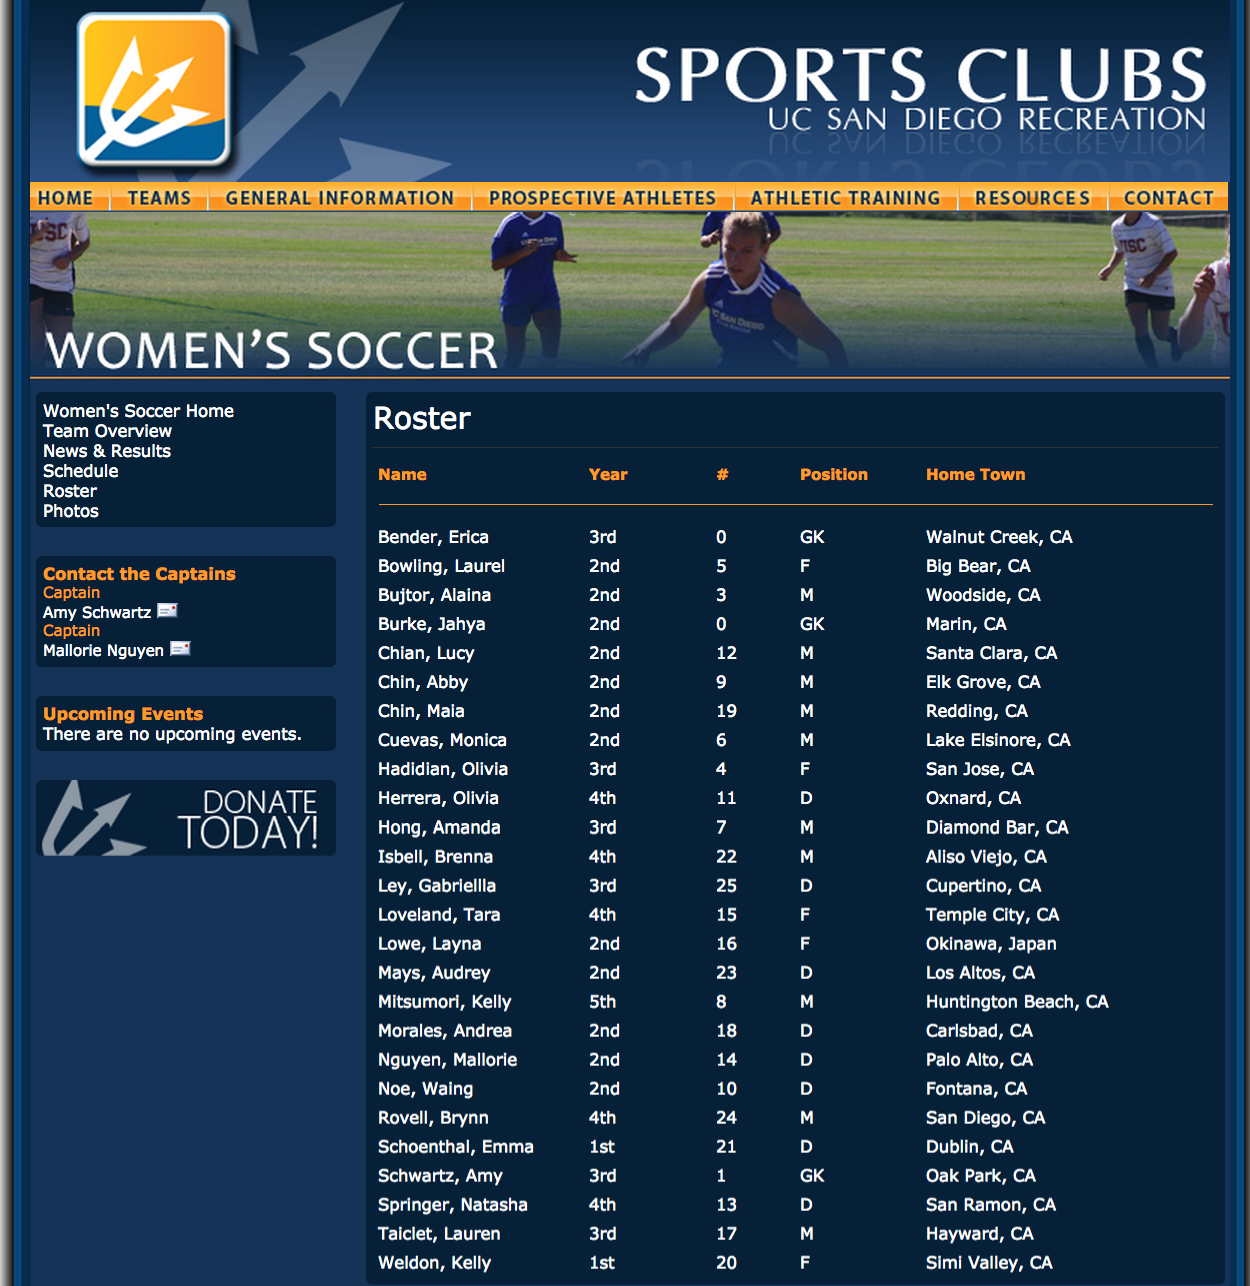 SPORTS CLUBS
UC SAN DIEGO RECREATION
HOME TEAMS GENERAL INFORMATION PROSPECTIVE ATHLETES ATHLETIC TRAINING RESOURCES CONTACT
USC
UC SAN DIEGO
WOMEN'S SOCCER
Women's Soccer Home
Team Overview
News & Results
Schedule
Roster
Photos
Contact the Captains
Captain
Amy Schwartz
Captain
Mallorie Nguyen
Upcoming Events
There are no upcoming events.
DONATE
TODAY!
Roster
Name Year # Position Home Town
Bender, Erica 3rd 0 GK Walnut Creek, CA
Bowling, Laurel 2nd 5 F Big Bear, CA
Bujtor, Alaina 2nd 3 M Woodside, CA
Burke, Jahya 2nd 0 GK Marin, CA
Chian, Lucy 2nd 12 M Santa Clara, CA
Chin, Abby 2nd 9 M Elk Grove, CA
Chin, Maia 2nd 19 M Redding, CA
Cuevas, Monica 2nd 6 M Lake Elsinore, CA
Hadidian, Olivia 3rd 4 F San Jose, CA
Herrera, Olivia 4th 11 D Oxnard, CA
Hong, Amanda 3rd 7 M Diamond Bar, CA
Isbell, Brenna 4th 22 M Aliso Viejo, CA
Ley, Gabriellla 3rd 25 D Cupertino, CA
Loveland, Tara 4th 15 F Temple City, CA
Lowe, Layna 2nd 16 F Okinawa, Japan
Mays, Audrey 2nd 23 D Los Altos, CA
Mitsumori, Kelly 5th 8 M Huntington Beach, CA
Morales, Andrea 2nd 18 D Carlsbad, CA
Nguyen, Mallorie 2nd 14 D Palo Alto, CA
Noe, Waing 2nd 10 D Fontana, CA
Rovell, Brynn 4th 24 M San Diego, CA
Schoenthal, Emma 1st 21 D Dublin, CA
Schwartz, Amy 3rd 1 GK Oak Park, CA
Springer, Natasha 4th 13 D San Ramon, CA
Taiclet, Lauren 3rd 17 M Hayward, CA
Weldon, Kelly 1st 20 F Simi Valley, CA